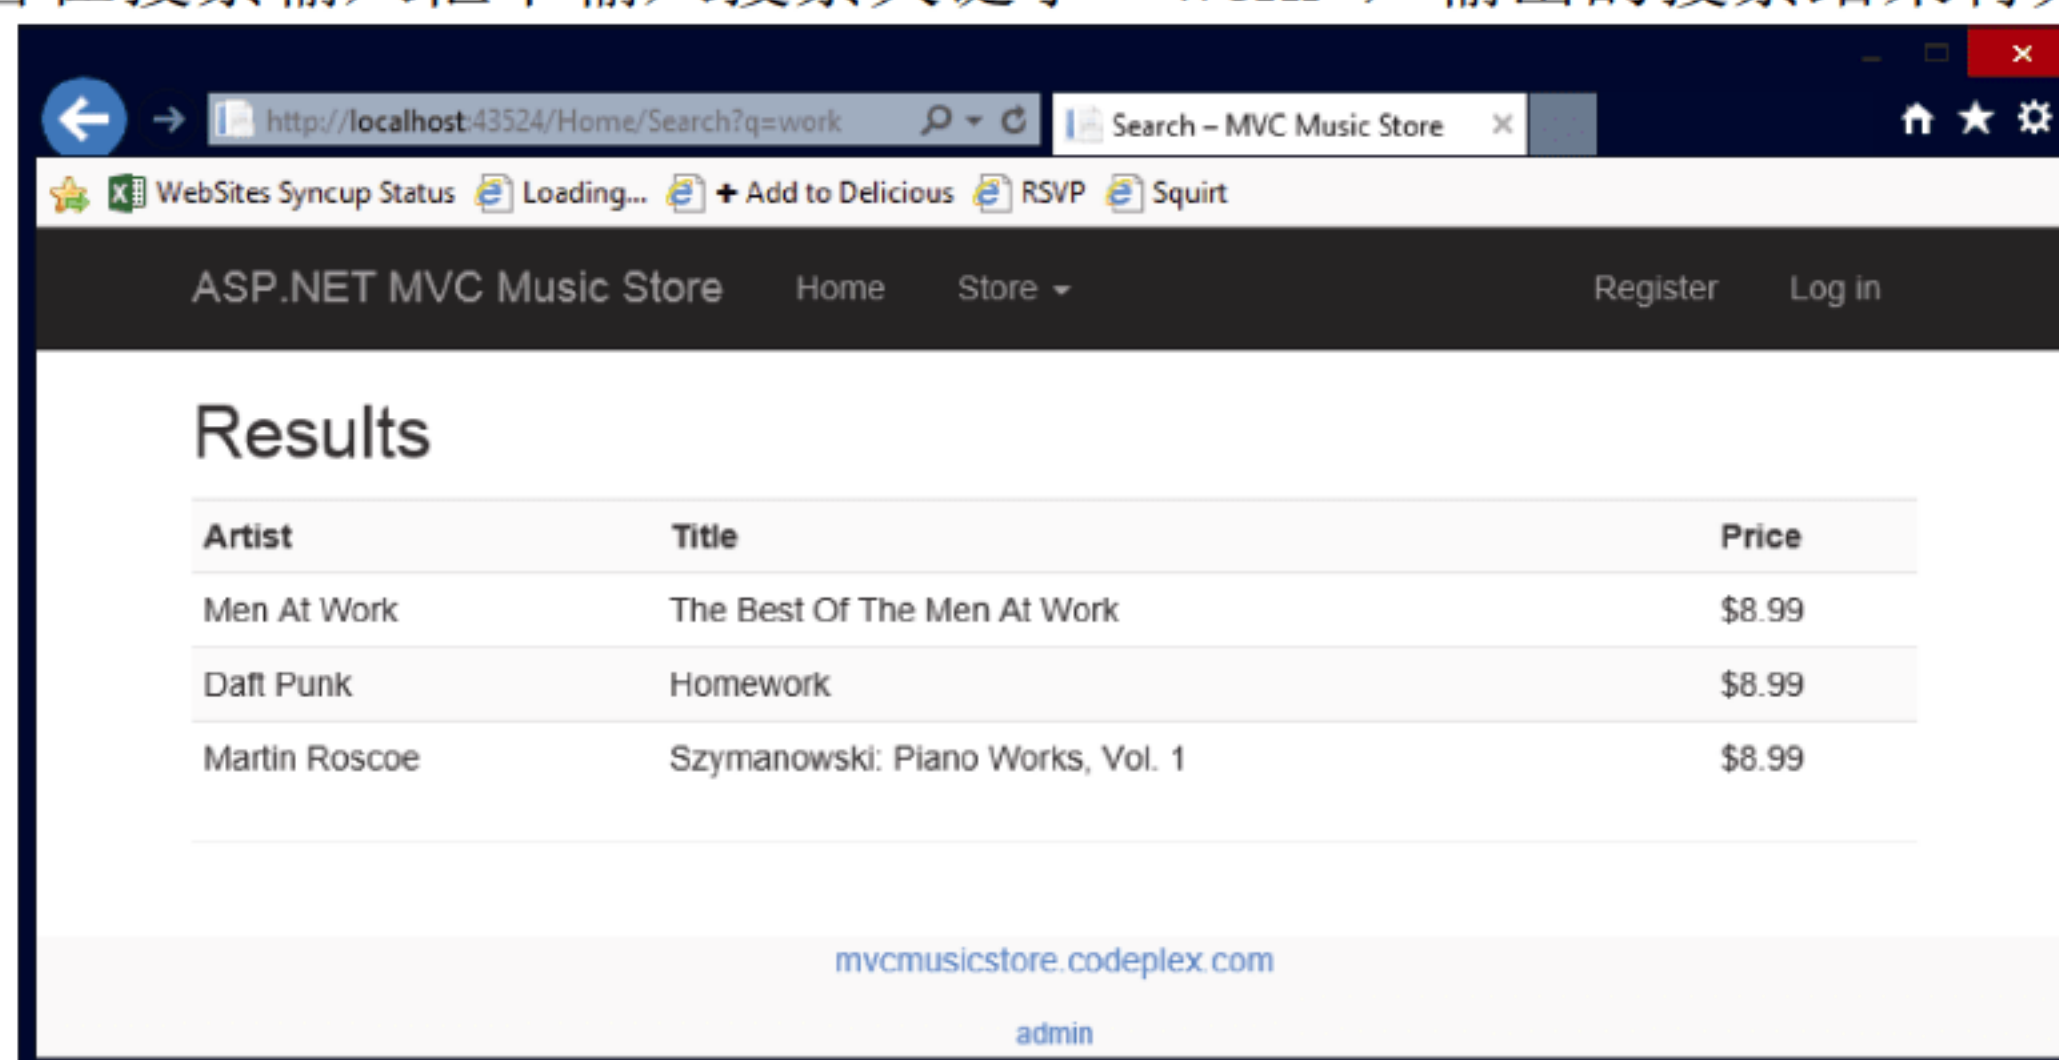 http://localhost:43524/Home/Search?q=work
Search – MVC Music Store
WebSites Syncup Status Loading... + Add to Delicious RSVP Squirt
ASP.NET MVC Music Store Home Store Register Log in
Results
Artist Title Price
Men At Work The Best Of The Men At Work $8.99
Daft Punk Homework $8.99
Martin Roscoe Szymanowski: Piano Works, Vol. 1 $8.99
mvcmusicstore.codeplex.com
admin